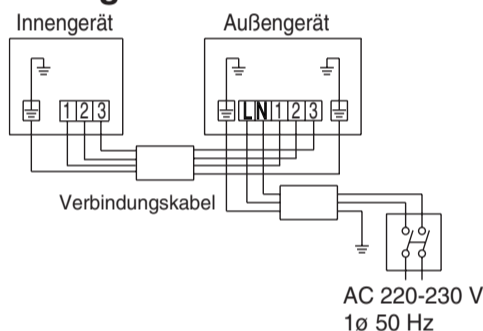 Innengerät
Außengerät
1 2 3
L N 1 2 3
Verbindungskabel
AC 220-230 V
1ø 50 Hz